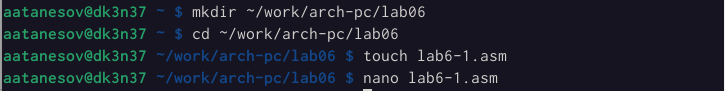 aatanesov@dk3n37 ~ $ mkdir ~/work/arch-pc/lab06
aatanesov@dk3n37 ~ $ cd ~/work/arch-pc/lab06
aatanesov@dk3n37 ~/work/arch-pc/lab06 $ touch lab6-1.asm
aatanesov@dk3n37 ~/work/arch-pc/lab06 $ nano lab6-1.asm